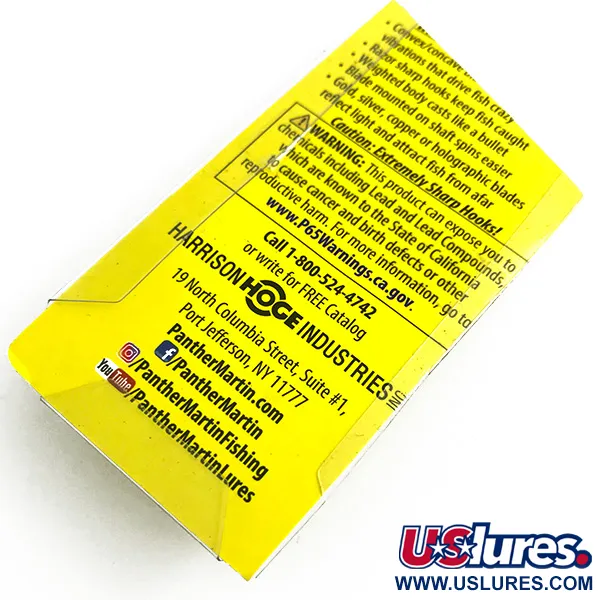 • Convex/concave
vibrations that drive fish crazy
• Razor sharp hooks keep fish caught
• Weighted body casts like a bullet
• Blade mounted on shaft spins easier
• Gold, silver, copper or holographic blades
reflect light and attract fish from afar
Caution: Extremely Sharp Hooks!
WARNING: This product can expose you to
chemicals including Lead and Lead Compounds,
which are known to the State of California
to cause cancer and birth defects or other
reproductive harm. For more information, go to
www.P65Warnings.ca.gov.
Call 1-800-524-4742
or write for FREE Catalog
HARRISON HOGE INDUSTRIES INC
19 North Columbia Street, Suite #1,
Port Jefferson, NY 11777
PantherMartin.com
/PantherMartin
/PantherMartinFishing
YouTube /PantherMartinLures
USlures.
WWW.USLURES.COM